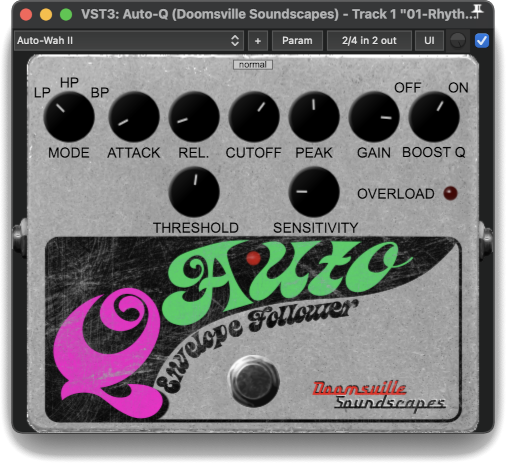 VST3: Auto-Q (Doomsville Soundscapes) - Track 1 "01-Rhyth...
Auto-Wah II
+
Param
2/4 in 2 out
UI
normal
LP HP BP
OFF ON
MODE ATTACK REL. CUTOFF PEAK GAIN BOOST Q
OVERLOAD
THRESHOLD SENSITIVITY
Auto
Q
Envelope Follower
Doomsville
Soundscapes